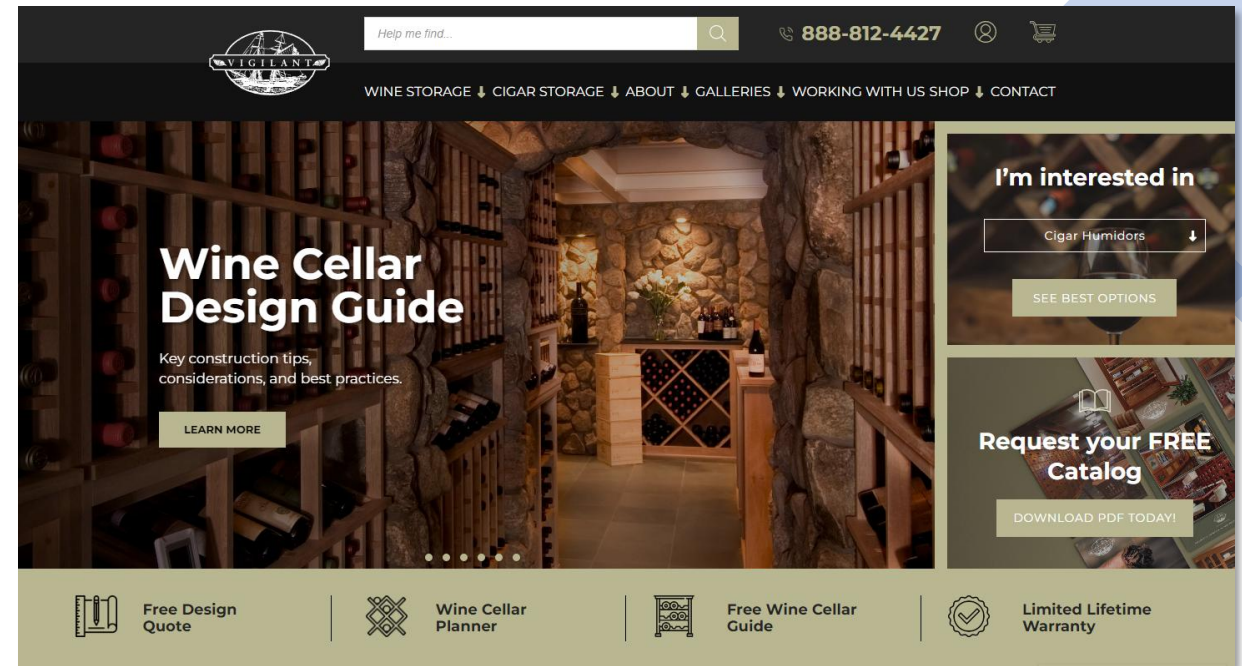 Help me find...
888-812-4427
VIGILANT
WINE STORAGE CIGAR STORAGE ABOUT GALLERIES WORKING WITH US SHOP CONTACT
Wine Cellar
Design Guide
Key construction tips,
considerations, and best practices.
LEARN MORE
I'm interested in
Cigar Humidors
SEE BEST OPTIONS
Request your FREE
Catalog
DOWNLOAD PDF TODAY!
Free Design
Quote
Wine Cellar
Planner
Free Wine Cellar
Guide
Limited Lifetime
Warranty